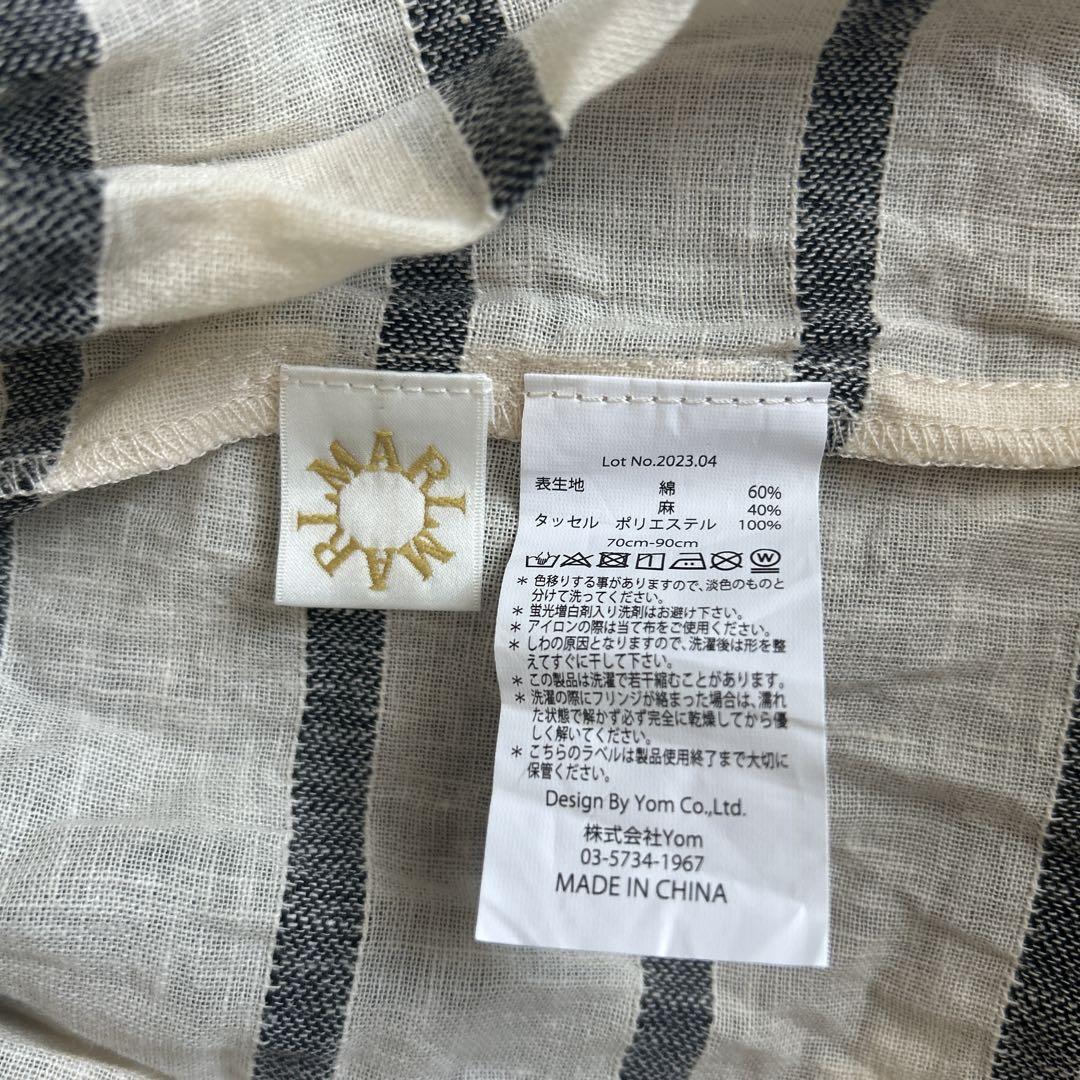 MARLMARL
Lot No.2023.04
表生地 綿 60%
麻 40%
タッセル ポリエステル 100%
70cm-90cm
W
* 色移りする事がありますので、淡色のものと
分けて洗ってください。
* 蛍光増白剤入り洗剤はお避け下さい。
* アイロンの際は当て布をご使用ください。
* しわの原因となりますので、洗濯後は形を整
えてすぐに干して下さい。
* この製品は洗濯で若干縮むことがあります。
* 洗濯の際にフリンジが絡まった場合は、濡れ
た状態で解かず必ず完全に乾燥してから優
しく解いてください。
* こちらのラベルは製品使用終了まで大切に
保管ください。
Design By Yom Co.,Ltd.
株式会社Yom
03-5734-1967
MADE IN CHINA